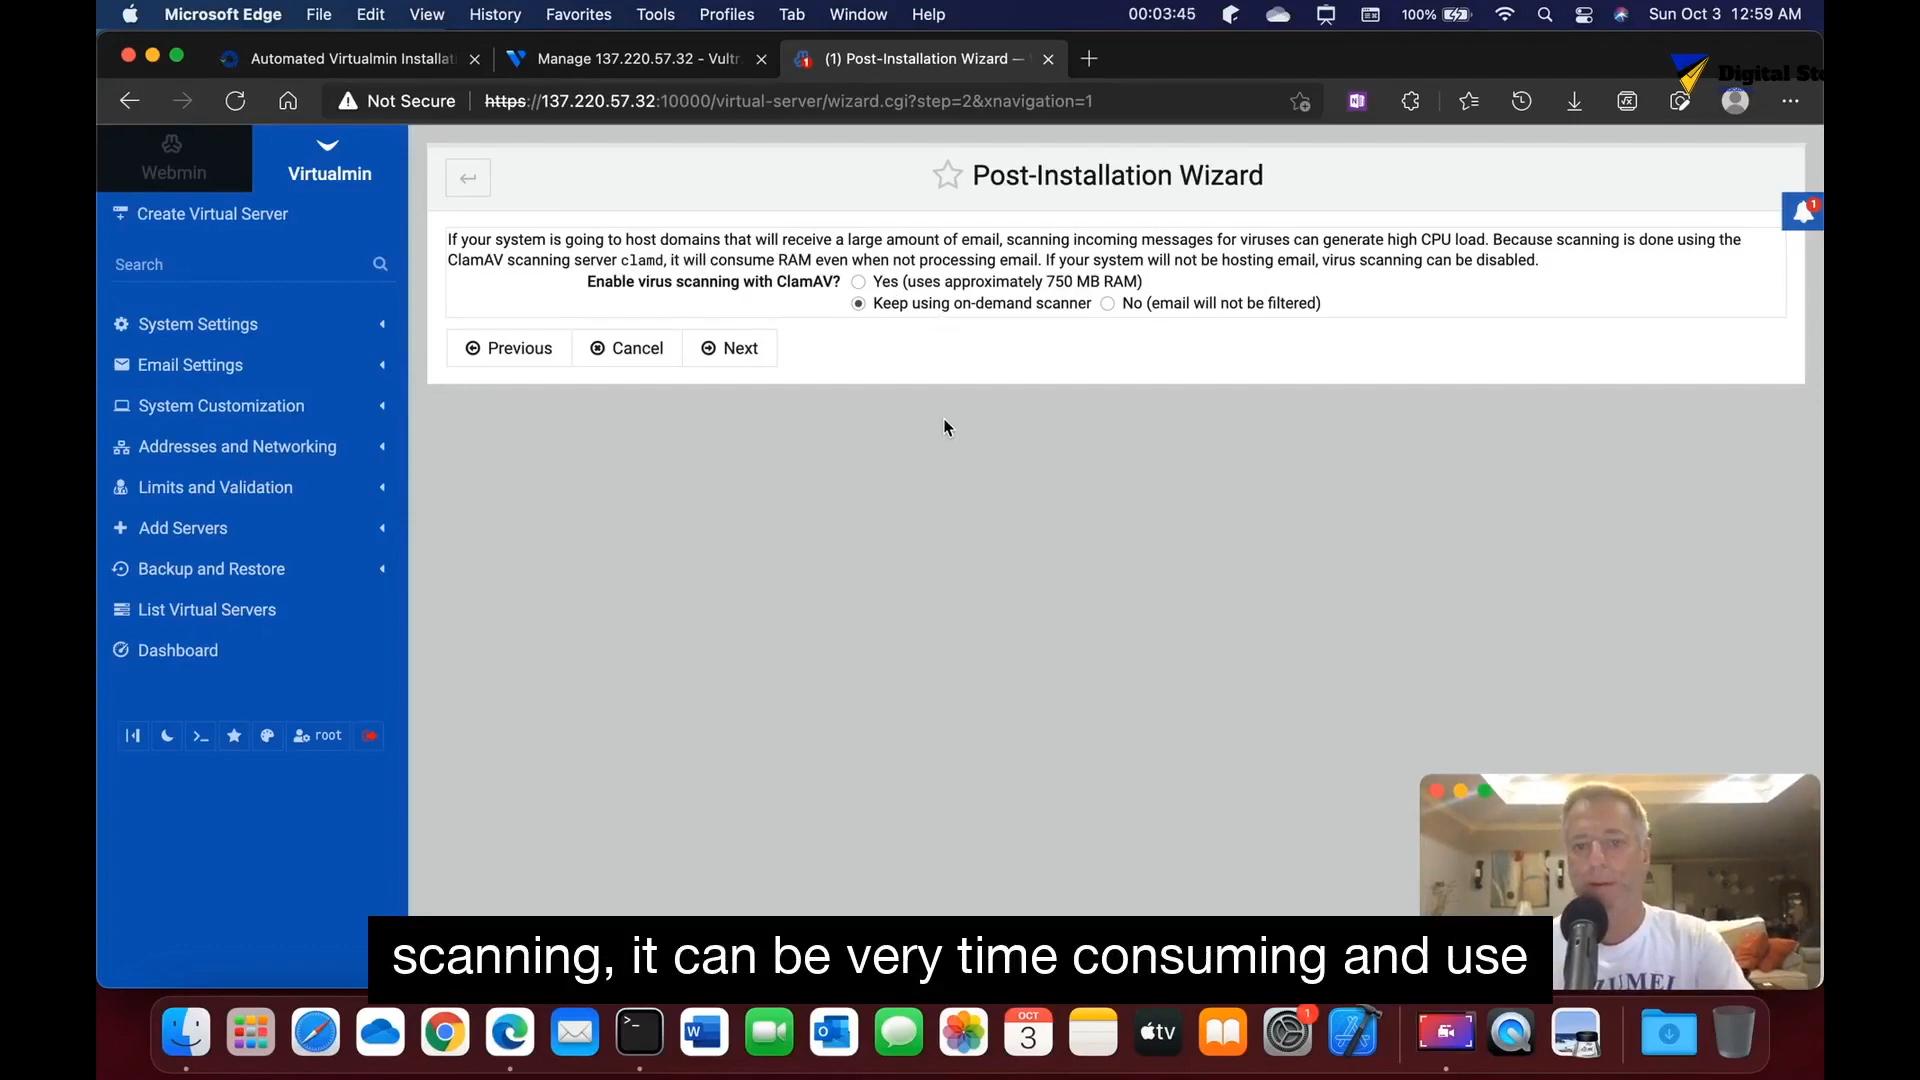 Microsoft Edge File Edit View History Favorites Tools Profiles Tab Window Help 00:03:45 100% Sun Oct 3 12:59 AM
Automated Virtualmin Installat Manage 137.220.57.32 - Vultr. (1) Post-Installation Wizard —
Digital St
Not Secure https://137.220.57.32:10000/virtual-server/wizard.cgi?step=2&xnavigation=1
Webmin
Virtualmin
Create Virtual Server
Search
System Settings
Email Settings
System Customization
Addresses and Networking
Limits and Validation
Add Servers
Backup and Restore
List Virtual Servers
Dashboard
root
Post-Installation Wizard
1
If your system is going to host domains that will receive a large amount of email, scanning incoming messages for viruses can generate high CPU load. Because scanning is done using the
ClamAV scanning server clamd, it will consume RAM even when not processing email. If your system will not be hosting email, virus scanning can be disabled.
Enable virus scanning with ClamAV? Yes (uses approximately 750 MB RAM)
Keep using on-demand scanner No (email will not be filtered)
Previous Cancel Next
ZUMEI
scanning, it can be very time consuming and use
OCT
3
tv
1